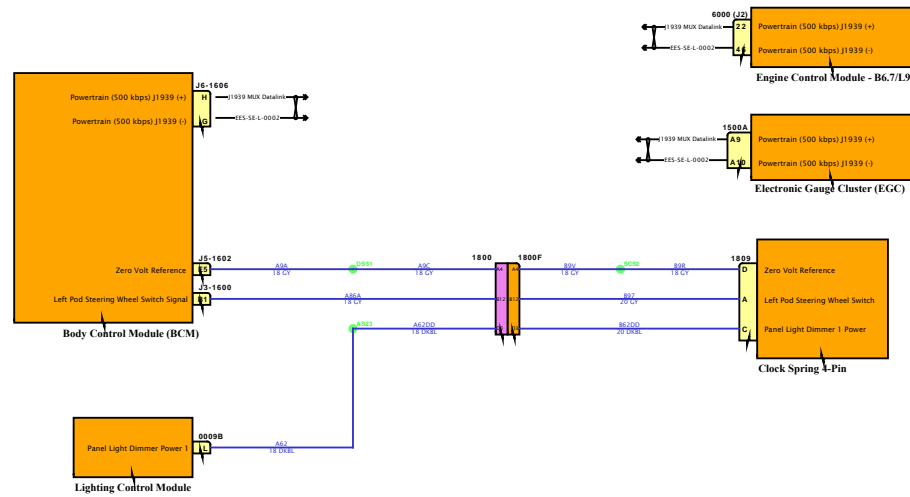 6000 (J2)
J1939 MUX Datalink
22
Powertrain (500 kbps) J1939 (+)
EES-SE-L-0002
Powertrain (500 kbps) J1939 (-)
Engine Control Module - B6.7/L9
J6-1606
Powertrain (500 kbps) J1939 (+)
H
J1939 MUX Datalink
Powertrain (500 kbps) J1939 (-)
G
EES-SE-L-0002
1500A
J1939 MUX Datalink
A9
Powertrain (500 kbps) J1939 (+)
EES-SE-L-0002
A10
Powertrain (500 kbps) J1939 (-)
Electronic Gauge Cluster (EGC)
J5-1602
1800
1800F
1809
Zero Volt Reference
E5
A9A
18 GY
A9C
18 GY
A4
A4
B9V
18 GY
B9R
18 GY
D
Zero Volt Reference
J3-1600
Left Pod Steering Wheel Switch Signal
B1
A86A
18 GY
B12
B12
B97
20 GY
A
Left Pod Steering Wheel Switch
Body Control Module (BCM)
A62DD
18 DKBL
B62DD
20 DKBL
C
Panel Light Dimmer 1 Power
Clock Spring 4-Pin
0009B
Panel Light Dimmer Power 1
L
A62
18 DKBL
Lighting Control Module